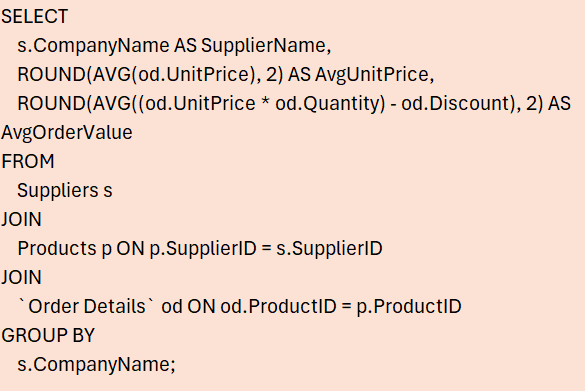 SELECT
s.CompanyName AS SupplierName,
ROUND(AVG(od.UnitPrice), 2) AS AvgUnitPrice,
ROUND(AVG((od.UnitPrice * od.Quantity) - od.Discount), 2) AS
AvgOrderValue
FROM
Suppliers s
JOIN
Products p ON p.SupplierID = s.SupplierID
JOIN
`Order Details` od ON od.ProductID = p.ProductID
GROUP BY
s.CompanyName;